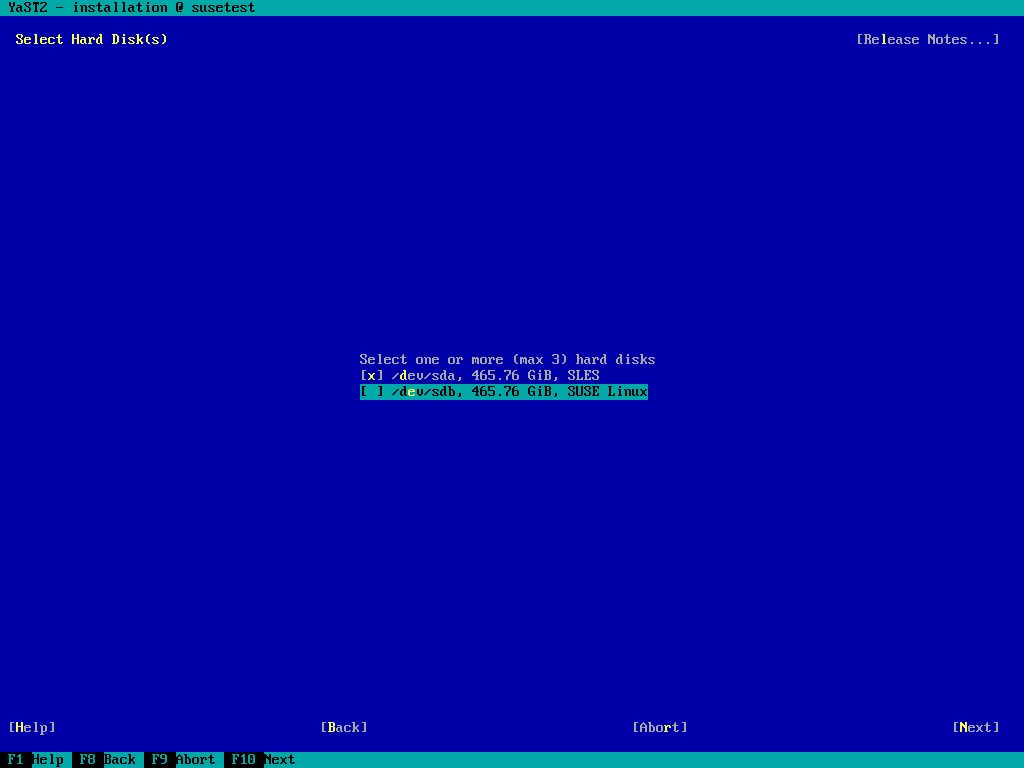 YaST2 - installation @ susetest
Select Hard Disk(s) [Release Notes...]
Select one or more (max 3) hard disks
[x] /dev/sda, 465.76 GiB, SLES
[ ] /dev/sdb, 465.76 GiB, SUSE Linux
[Help] [Back] [Abort] [Next]
F1 Help F8 Back F9 Abort F10 Next